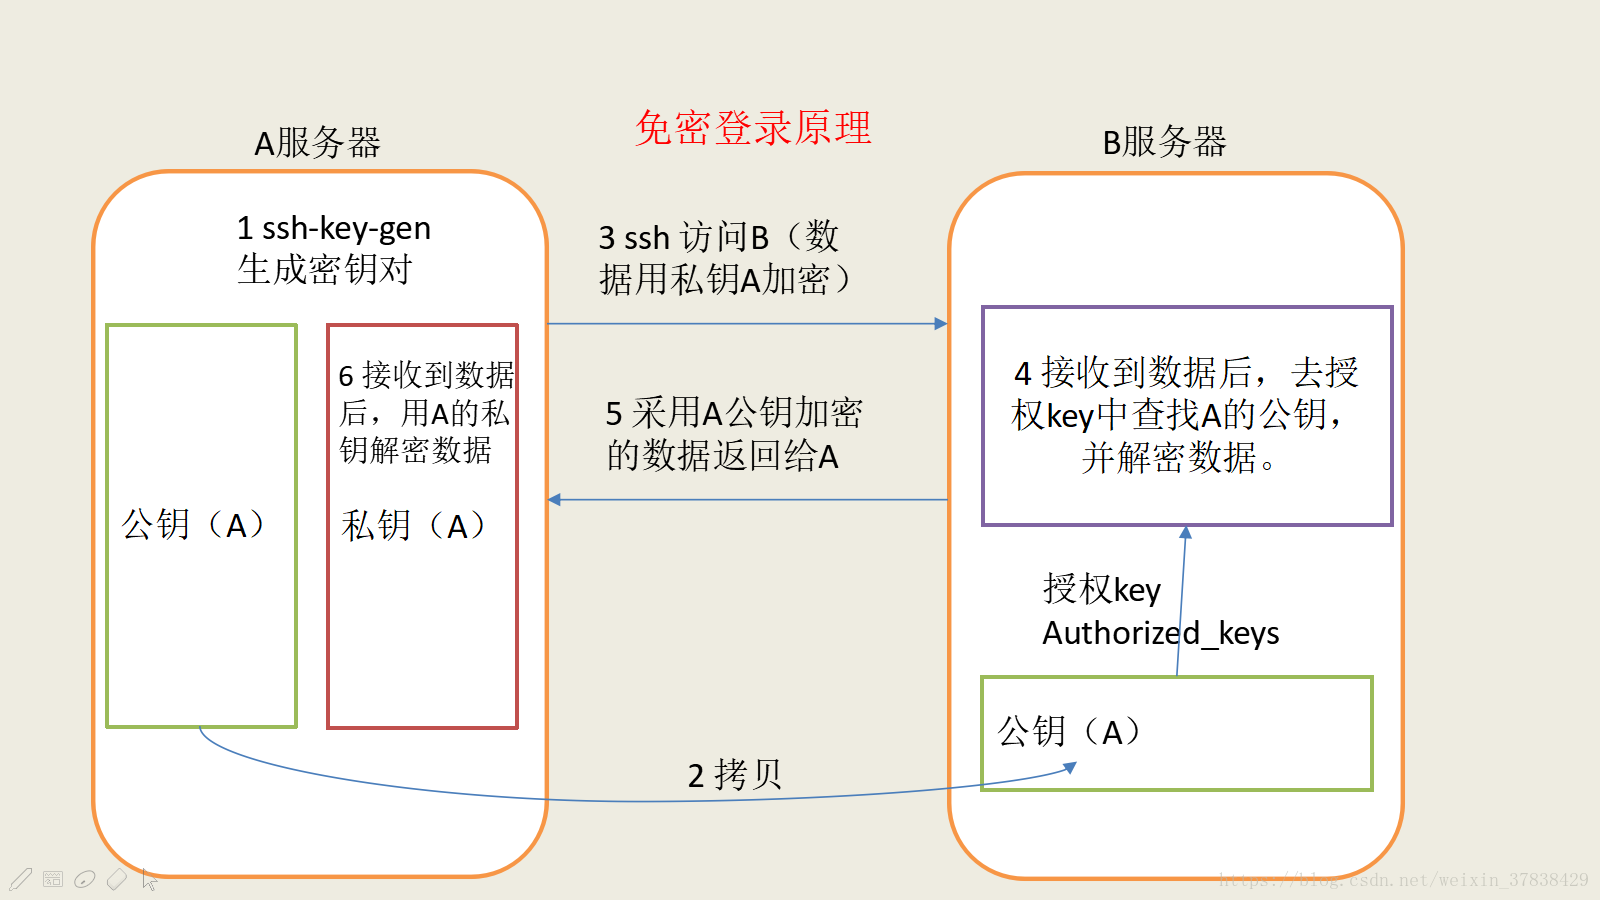 免密登录原理
A服务器
B服务器
1 ssh-key-gen
生成密钥对
3 ssh 访问B（数
据用私钥A加密）
6 接收到数据
后，用A的私
钥解密数据
公钥（A）
私钥（A）
5 采用A公钥加密
的数据返回给A
4 接收到数据后，去授
权key中查找A的公钥，
并解密数据。
授权key
Authorized_keys
公钥（A）
2 拷贝
https://blog.csdn.net/weixin_37838429